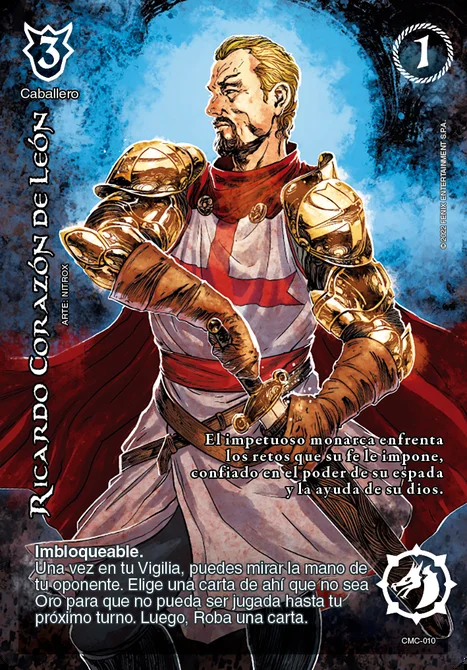 3
1
Caballero
RICARDO CORAZÓN DE LEÓN
ARTE: NITROX
© 2022 FENIX ENTERTAINMENT S.P.A.
El impetuoso monarca enfrenta
los retos que su fe le impone,
confiado en el poder de su espada
y la ayuda de su dios.
Imbloqueable.
Una vez en tu Vigilia, puedes mirar la mano de
tu oponente. Elige una carta de ahí que no sea
Oro para que no pueda ser jugada hasta tu
próximo turno. Luego, Roba una carta.
CMC-010